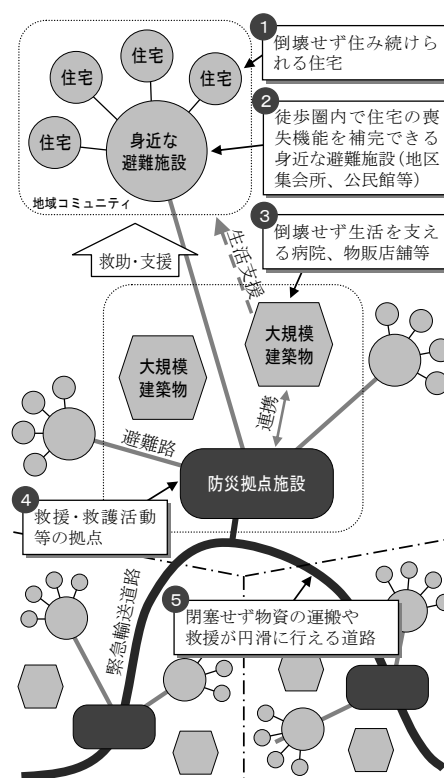 1
倒壊せず住み続け
られる住宅
住宅
住宅
住宅
住宅
身近な
避難施設
地域コミュニティ
2
徒歩圏内で住宅の喪
失機能を補完できる
身近な避難施設(地区
集会所、公民館等)
3
倒壊せず生活を支え
る病院、物販店舗等
救助・支援
生活支援
大規模
建築物
大規模
建築物
連携
避難路
防災拠点施設
4
救援・救護活動
等の拠点
緊急輸送道路
5
閉塞せず物資の運搬や
救援が円滑に行える道路